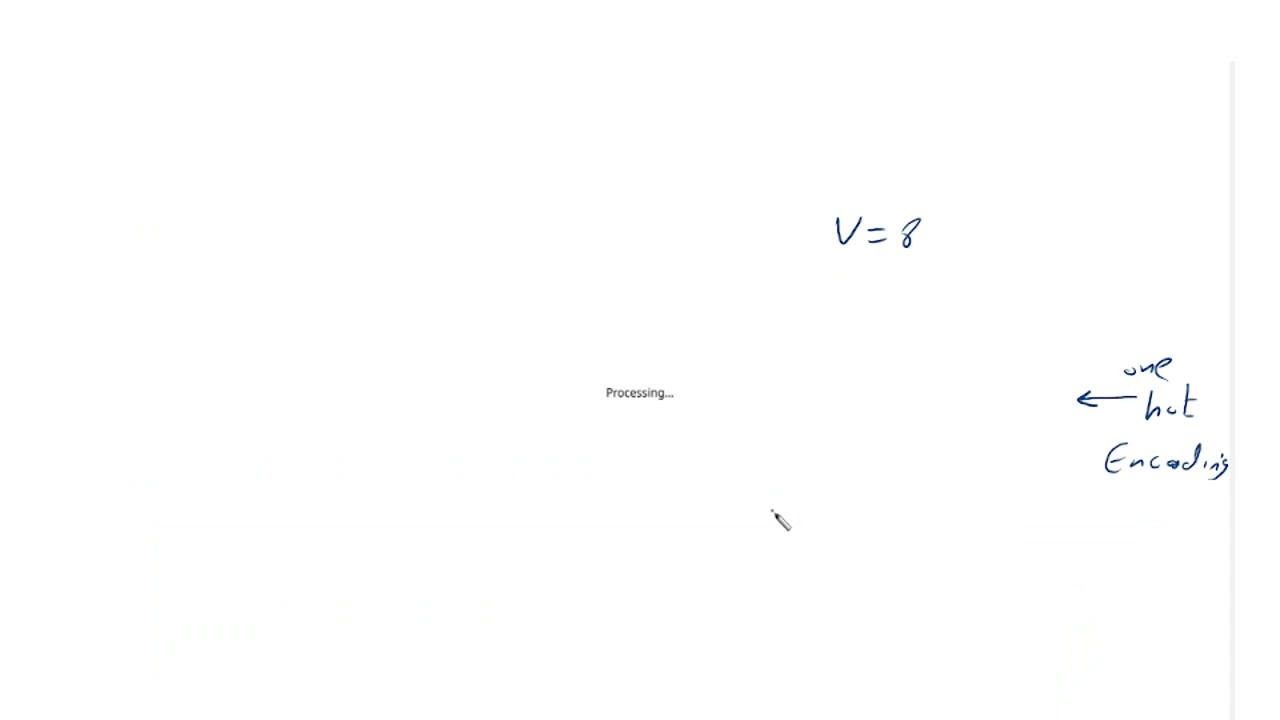 V = 8
one
Processing...
← hot
Encoding